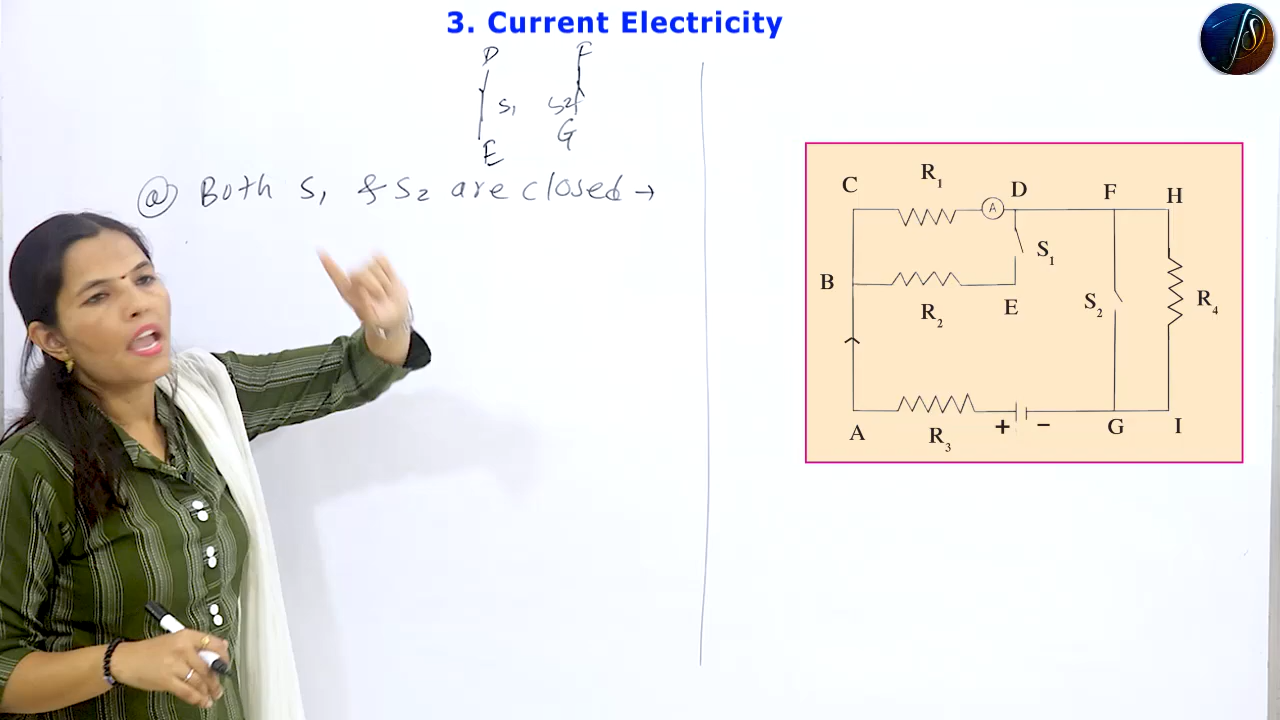 3. Current Electricity
D F
S₁ S₂
E G
ⓐ Both S₁ & S₂ are closed →
C R₁ A D F H
S₁
B R₂ E S₂ R₄
A R₃ + − G I